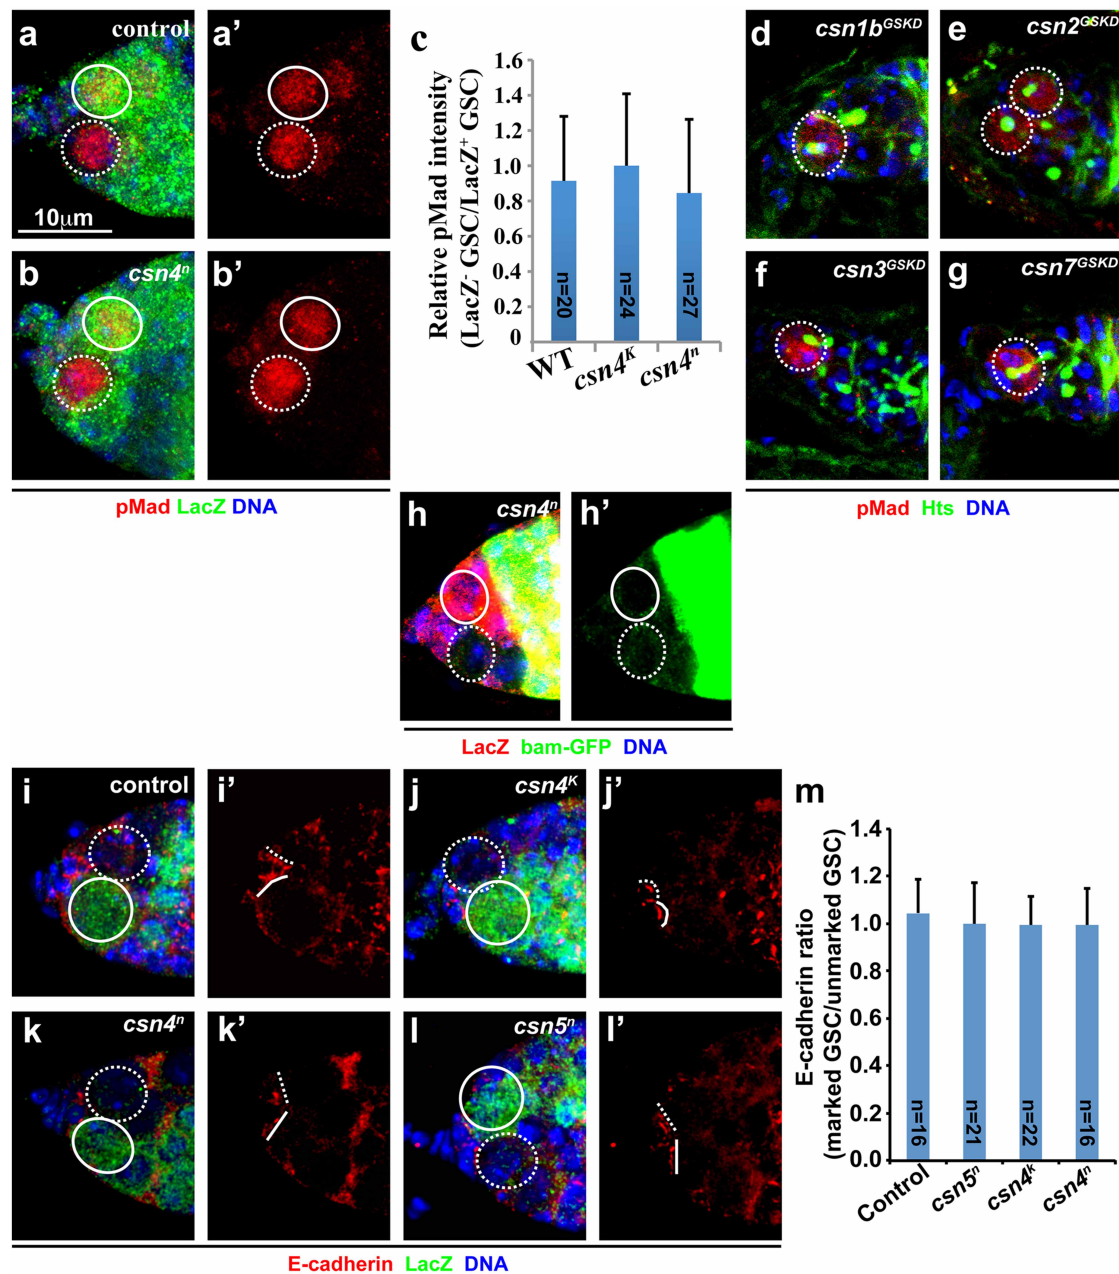 a control
a’
10µm
b csn4ⁿ
b’
pMad LacZ DNA
c
Relative pMad intensity
(LacZ⁻ GSC/LacZ⁺ GSC)
1.6
1.4
1.2
1.0
0.8
0.6
0.4
0.2
0
n=20
n=24
n=27
WT
csn4ᴷ
csn4ⁿ
d csn1bᴳˢᴷᴰ
e csn2ᴳˢᴷᴰ
f csn3ᴳˢᴷᴰ
g csn7ᴳˢᴷᴰ
pMad Hts DNA
h csn4ⁿ
h’
LacZ bam-GFP DNA
i control
i’
j csn4ᴷ
j’
k csn4ⁿ
k’
l csn5ⁿ
l’
E-cadherin LacZ DNA
m
E-cadherin ratio
(marked GSC/unmarked GSC)
1.4
1.2
1.0
0.8
0.6
0.4
0.2
0.0
n=16
n=21
n=22
n=16
Control
csn5ⁿ
csn4ᵏ
csn4ⁿ